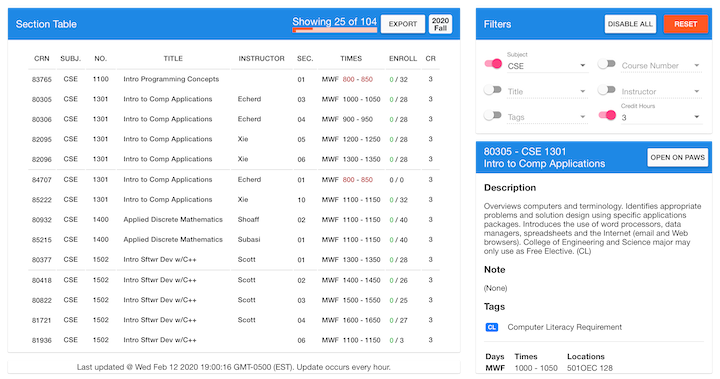 Section Table
Showing 25 of 104
EXPORT
2020
Fall
CRN SUBJ. NO. TITLE INSTRUCTOR SEC. TIMES ENROLL CR
83765 CSE 1100 Intro Programming Concepts 01 MWF 800 - 850 0 / 32 3
80305 CSE 1301 Intro to Comp Applications Echerd 03 MWF 1000 - 1050 0 / 28 3
80306 CSE 1301 Intro to Comp Applications Echerd 04 MWF 900 - 950 0 / 28 3
82095 CSE 1301 Intro to Comp Applications Xie 05 MWF 1200 - 1250 0 / 28 3
82096 CSE 1301 Intro to Comp Applications Xie 06 MWF 1300 - 1350 0 / 28 3
84707 CSE 1301 Intro to Comp Applications Echerd 01 MWF 800 - 850 0 / 0 3
85222 CSE 1301 Intro to Comp Applications Xie 10 MWF 1100 - 1150 0 / 28 3
80932 CSE 1400 Applied Discrete Mathematics Shoaff 02 MWF 1100 - 1150 0 / 40 3
85215 CSE 1400 Applied Discrete Mathematics Subasi 01 MWF 1100 - 1150 0 / 40 3
80377 CSE 1502 Intro Sftwr Dev w/C++ Scott 01 MWF 1300 - 1350 0 / 28 3
80418 CSE 1502 Intro Sftwr Dev w/C++ Scott 02 MWF 1400 - 1450 0 / 26 3
80822 CSE 1502 Intro Sftwr Dev w/C++ Scott 03 MWF 1500 - 1550 0 / 25 3
81721 CSE 1502 Intro Sftwr Dev w/C++ Scott 04 MWF 1600 - 1650 0 / 27 3
81936 CSE 1502 Intro Sftwr Dev w/C++ 06 MWF 1100 - 1150 0 / 3 3
Last updated @ Wed Feb 12 2020 19:00:16 GMT-0500 (EST). Update occurs every hour.
Filters
DISABLE ALL
RESET
Subject
CSE
Course Number
Title
Instructor
Tags
Credit Hours
3
80305 - CSE 1301
Intro to Comp Applications
OPEN ON PAWS
Description
Overviews computers and terminology. Identifies appropriate
problems and solution design using specific applications
packages. Introduces the use of word processors, data
managers, spreadsheets and the Internet (email and Web
browsers). College of Engineering and Science major may
only use as Free Elective. (CL)
Note
(None)
Tags
CL Computer Literacy Requirement
Days Times Locations
MWF 1000 - 1050 501OEC 128